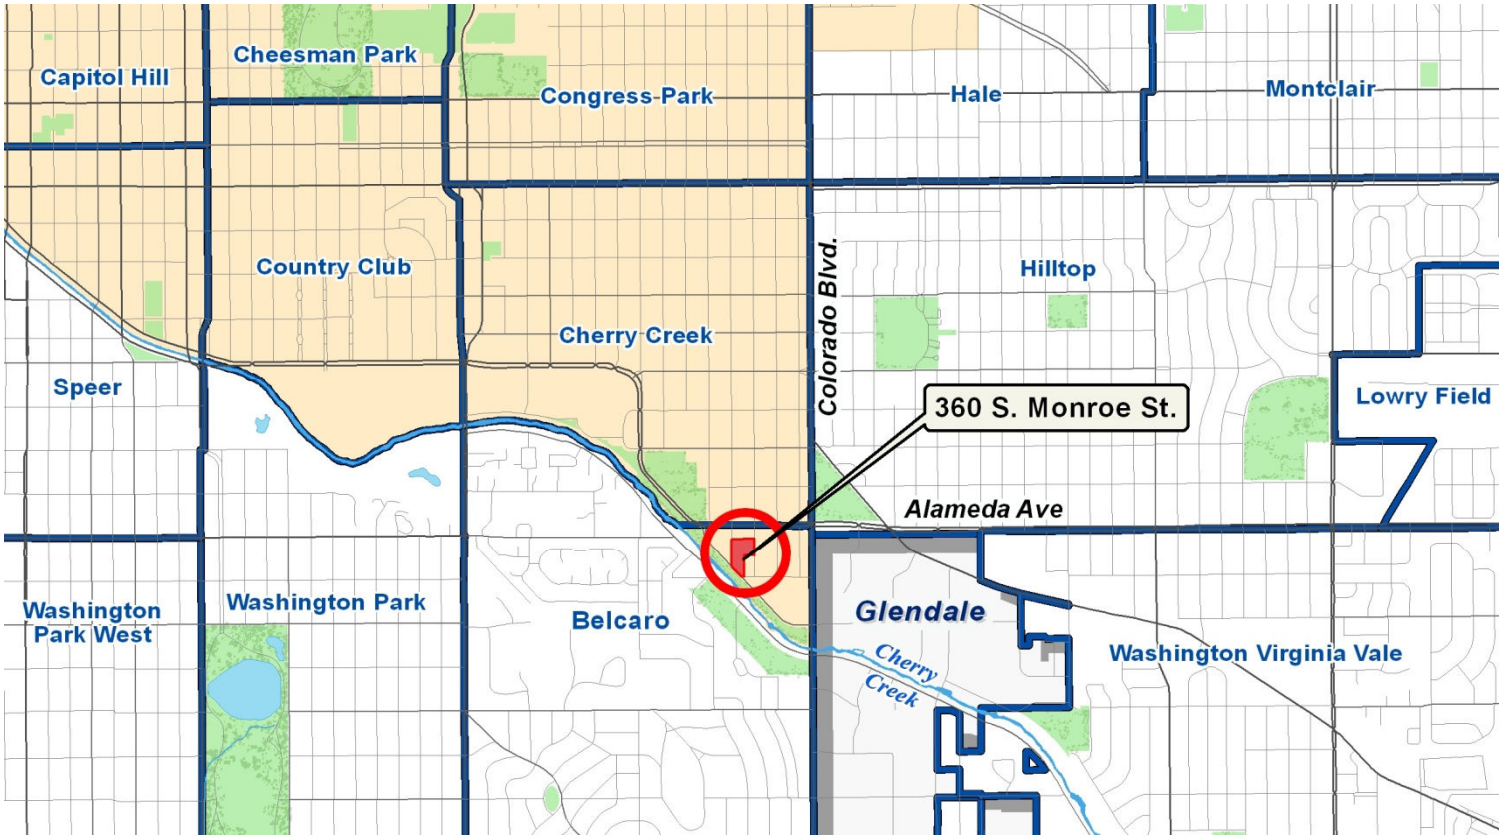 Cheesman Park
Capitol Hill
Congress Park
Hale
Montclair
Country Club
Colorado Blvd.
Hilltop
Cherry Creek
Speer
360 S. Monroe St.
Lowry Field
Alameda Ave
Washington
Park West
Washington Park
Belcaro
Glendale
Cherry
Creek
Washington Virginia Vale